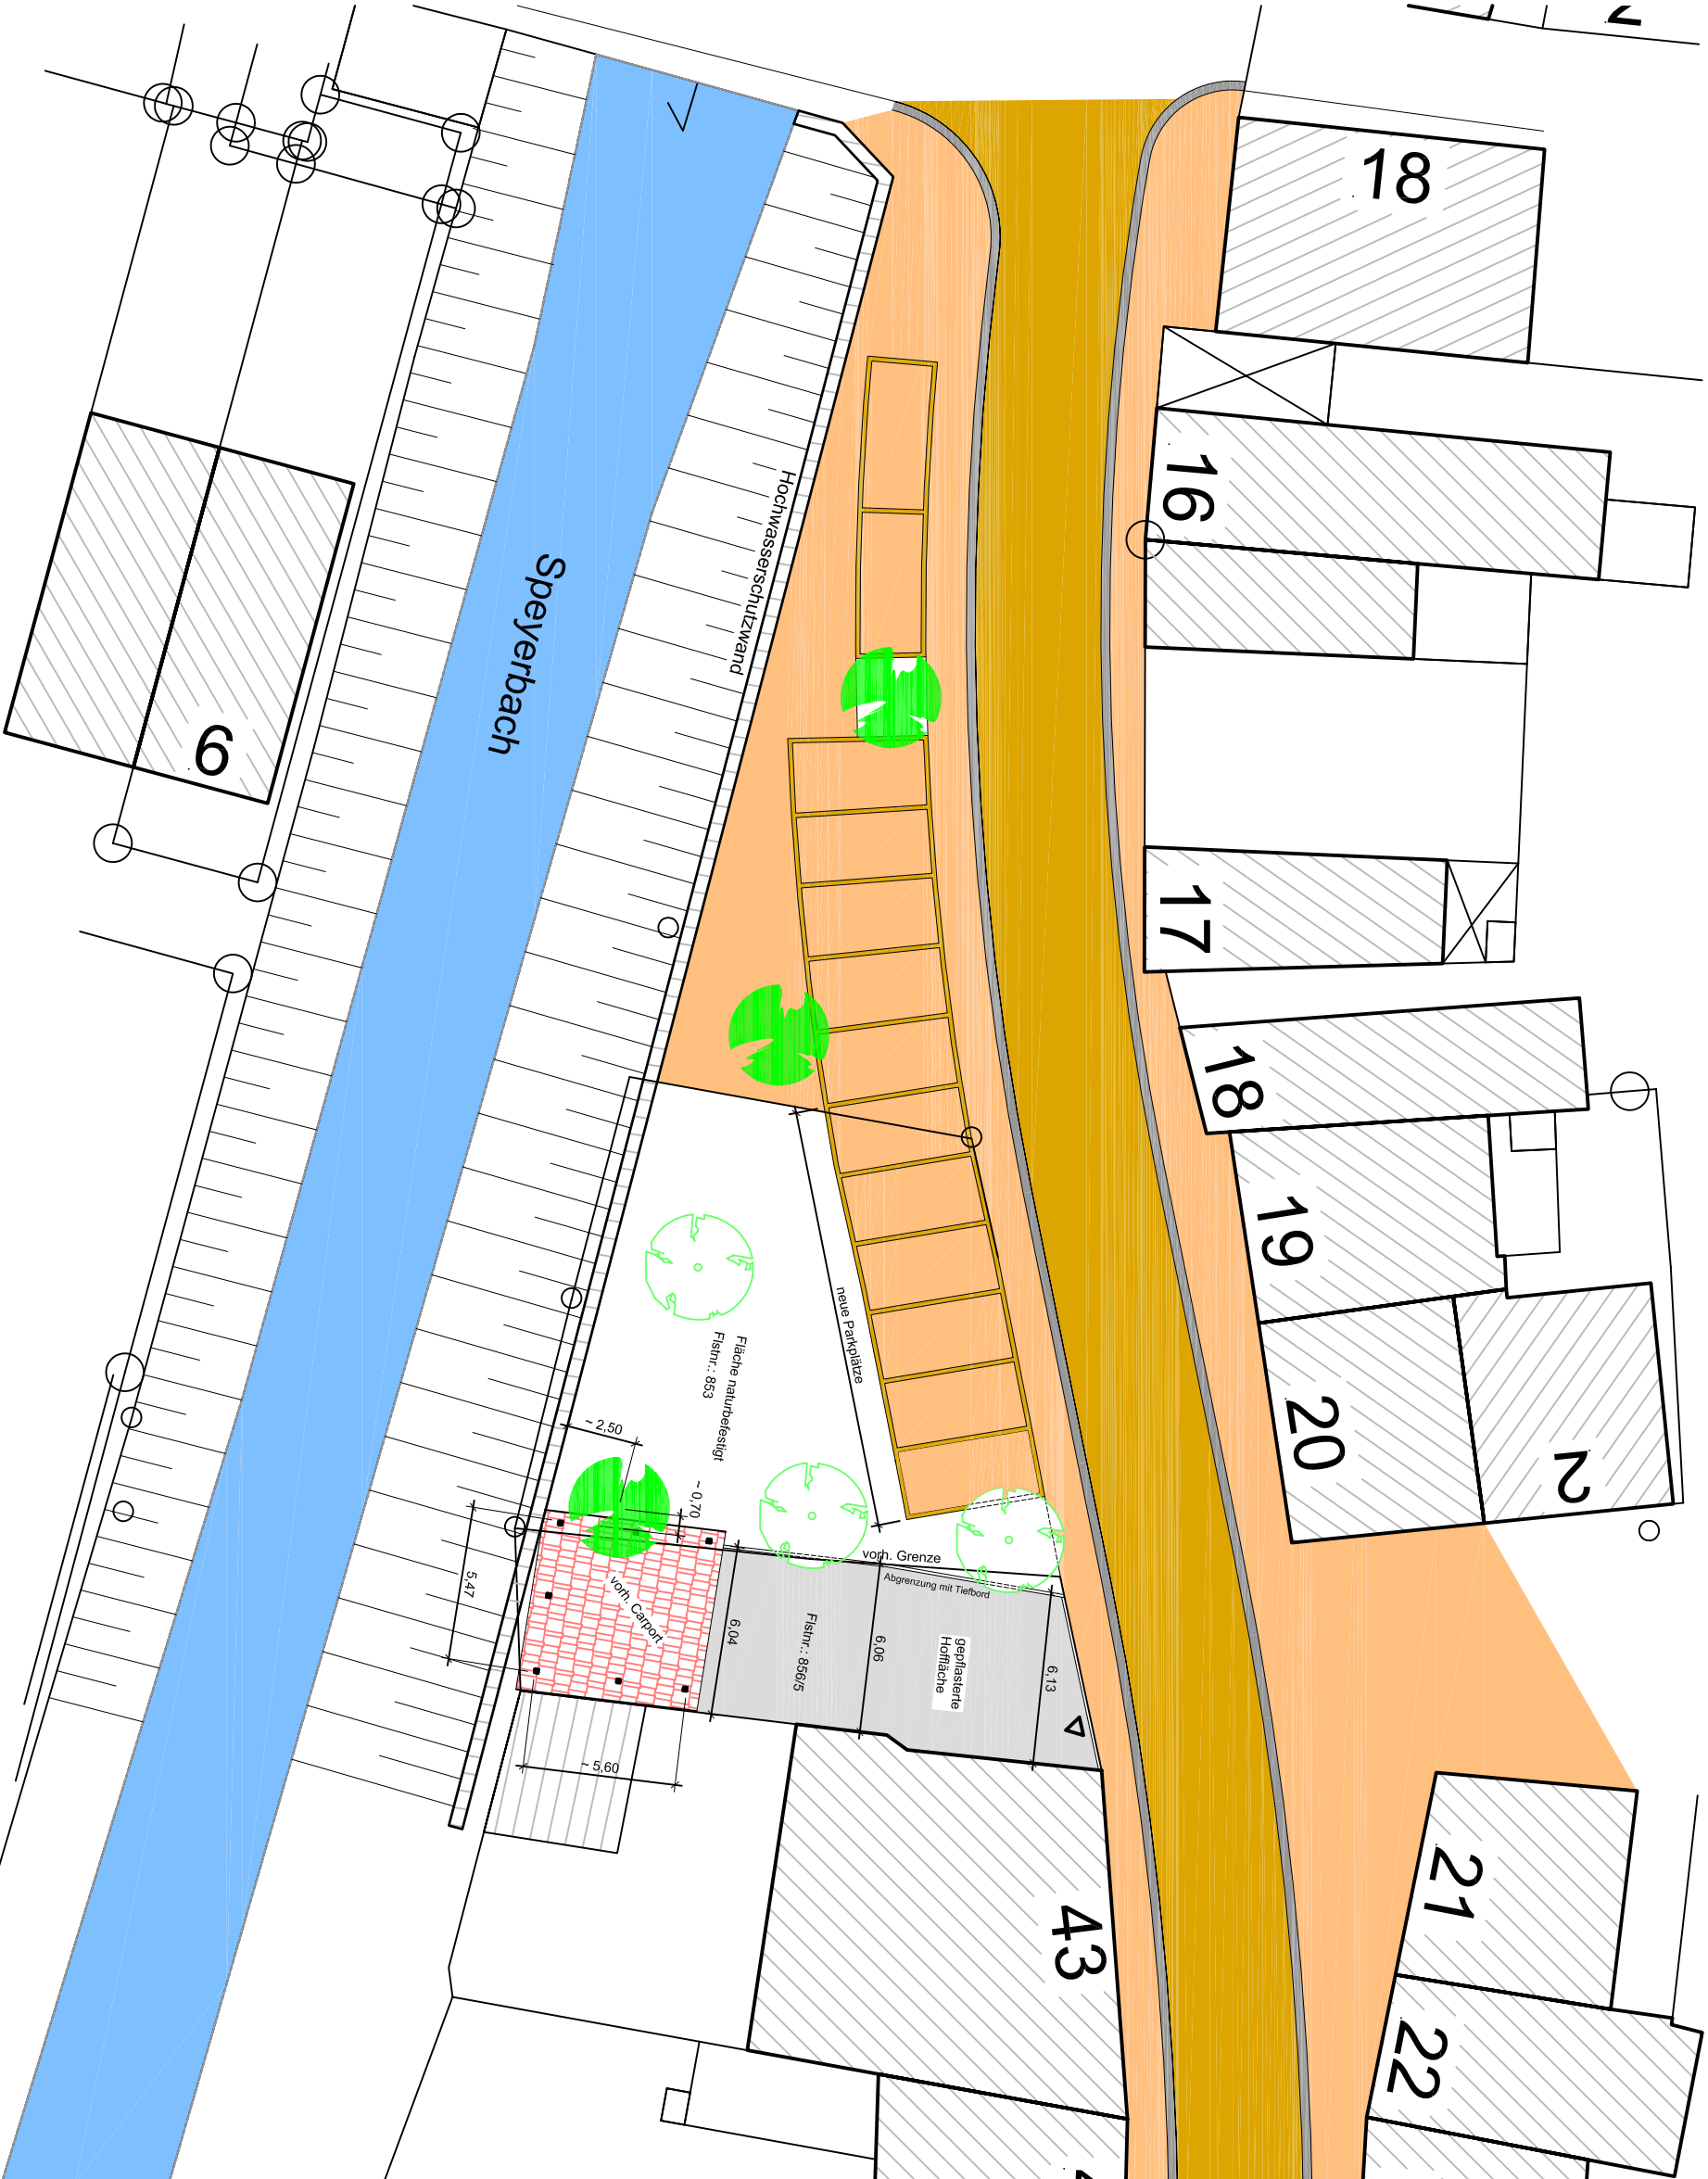 18
16
Hochwasserschutzwand
Speyerbach
6
17
18
19
neue Parkplätze
Fläche naturbefestigt
Flstnr.: 853
20
2
~ 2,50
~ 0,70
vorh. Grenze
Abgrenzung mit Tiefbord
5,47
vorh. Carport
6,04
Flstnr.: 856/5
6,06
gepflasterte
Hoffläche
6,13
~ 5,60
21
43
22